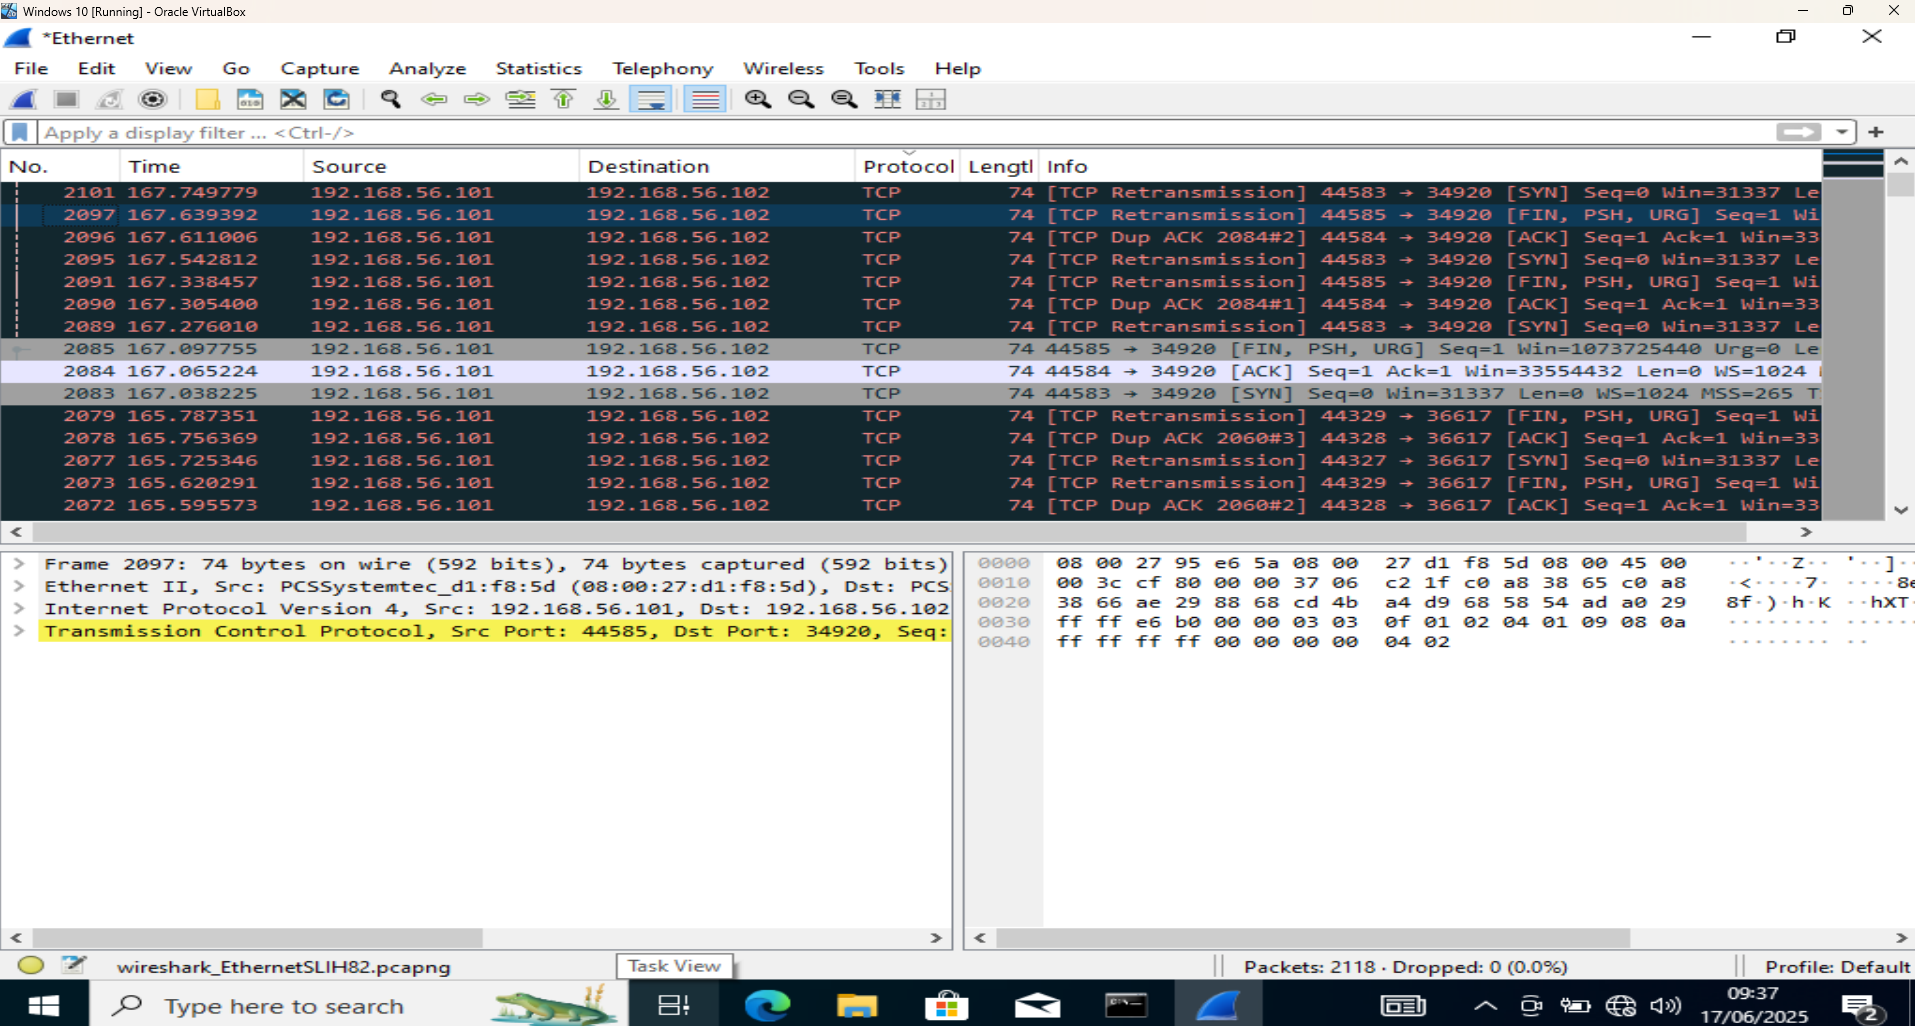 Windows 10 [Running] - Oracle VirtualBox
*Ethernet
File Edit View Go Capture Analyze Statistics Telephony Wireless Tools Help
Apply a display filter ... <Ctrl-/>
No. Time Source Destination Protocol Lengtl Info
2101 167.749779 192.168.56.101 192.168.56.102 TCP 74 [TCP Retransmission] 44583 → 34920 [SYN] Seq=0 Win=31337 Le
2097 167.639392 192.168.56.101 192.168.56.102 TCP 74 [TCP Retransmission] 44585 → 34920 [FIN, PSH, URG] Seq=1 Wi
2096 167.611006 192.168.56.101 192.168.56.102 TCP 74 [TCP Dup ACK 2084#2] 44584 → 34920 [ACK] Seq=1 Ack=1 Win=33
2095 167.542812 192.168.56.101 192.168.56.102 TCP 74 [TCP Retransmission] 44583 → 34920 [SYN] Seq=0 Win=31337 Le
2091 167.338457 192.168.56.101 192.168.56.102 TCP 74 [TCP Retransmission] 44585 → 34920 [FIN, PSH, URG] Seq=1 Wi
2090 167.305400 192.168.56.101 192.168.56.102 TCP 74 [TCP Dup ACK 2084#1] 44584 → 34920 [ACK] Seq=1 Ack=1 Win=33
2089 167.276010 192.168.56.101 192.168.56.102 TCP 74 [TCP Retransmission] 44583 → 34920 [SYN] Seq=0 Win=31337 Le
2085 167.097755 192.168.56.101 192.168.56.102 TCP 74 44585 → 34920 [FIN, PSH, URG] Seq=1 Win=1073725440 Urg=0 Le
2084 167.065224 192.168.56.101 192.168.56.102 TCP 74 44584 → 34920 [ACK] Seq=1 Ack=1 Win=33554432 Len=0 WS=1024
2083 167.038225 192.168.56.101 192.168.56.102 TCP 74 44583 → 34920 [SYN] Seq=0 Win=31337 Len=0 WS=1024 MSS=265 T
2079 165.787351 192.168.56.101 192.168.56.102 TCP 74 [TCP Retransmission] 44329 → 36617 [FIN, PSH, URG] Seq=1 Wi
2078 165.756369 192.168.56.101 192.168.56.102 TCP 74 [TCP Dup ACK 2060#3] 44328 → 36617 [ACK] Seq=1 Ack=1 Win=33
2077 165.725346 192.168.56.101 192.168.56.102 TCP 74 [TCP Retransmission] 44327 → 36617 [SYN] Seq=0 Win=31337 Le
2073 165.620291 192.168.56.101 192.168.56.102 TCP 74 [TCP Retransmission] 44329 → 36617 [FIN, PSH, URG] Seq=1 Wi
2072 165.595573 192.168.56.101 192.168.56.102 TCP 74 [TCP Dup ACK 2060#2] 44328 → 36617 [ACK] Seq=1 Ack=1 Win=33
Frame 2097: 74 bytes on wire (592 bits), 74 bytes captured (592 bits)
Ethernet II, Src: PCSSystemtec_d1:f8:5d (08:00:27:d1:f8:5d), Dst: PCS
Internet Protocol Version 4, Src: 192.168.56.101, Dst: 192.168.56.102
Transmission Control Protocol, Src Port: 44585, Dst Port: 34920, Seq:
0000 08 00 27 95 e6 5a 08 00 27 d1 f8 5d 08 00 45 00 ··'··Z·· '··]·
0010 00 3c cf 80 00 00 37 06 c2 1f c0 a8 38 65 c0 a8 ·<····7· ····8e
0020 38 66 ae 29 88 68 cd 4b a4 d9 68 58 54 ad a0 29 8f·)·h·K ··hXT·
0030 ff ff e6 b0 00 00 03 03 0f 01 02 04 01 09 08 0a ········ ······
0040 ff ff ff ff 00 00 00 00 04 02 ········ ··
wireshark_EthernetSLIH82.pcapng
Task View
Packets: 2118 · Dropped: 0 (0.0%)
Profile: Default
Type here to search
09:37
17/06/2025
2